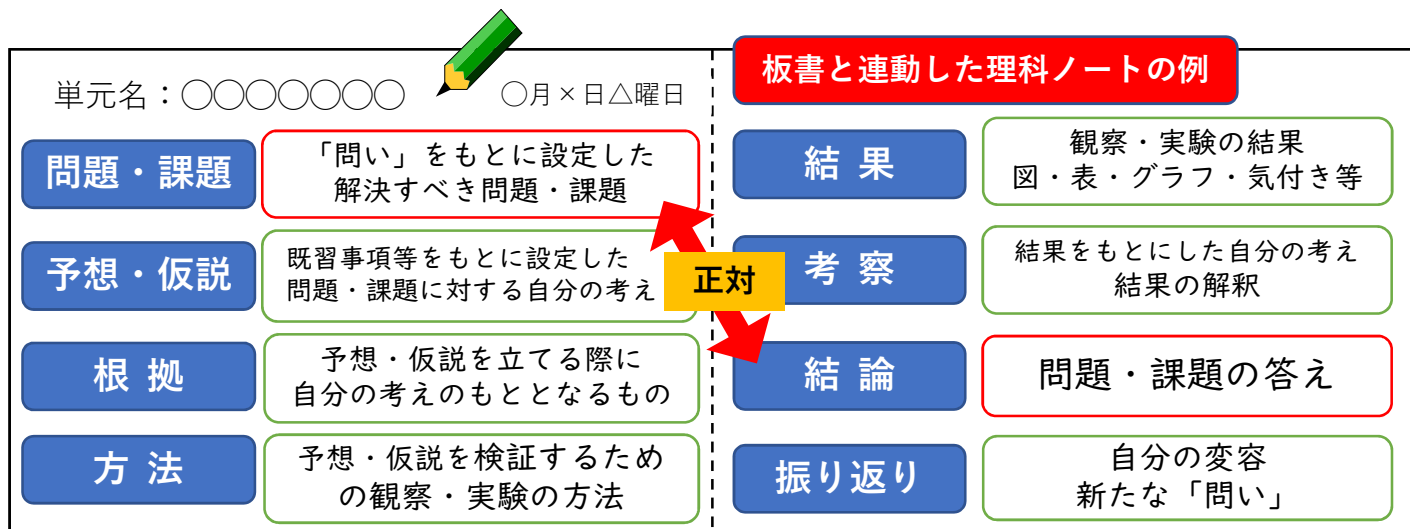 単元名：○○○○○○○
○月×日△曜日
問題・課題
「問い」をもとに設定した
解決すべき問題・課題
予想・仮説
既習事項等をもとに設定した
問題・課題に対する自分の考え
根 拠
予想・仮説を立てる際に
自分の考えのもととなるもの
方 法
予想・仮説を検証するため
の観察・実験の方法
正対
板書と連動した理科ノートの例
結 果
観察・実験の結果
図・表・グラフ・気付き等
考 察
結果をもとにした自分の考え
結果の解釈
結 論
問題・課題の答え
振り返り
自分の変容
新たな「問い」